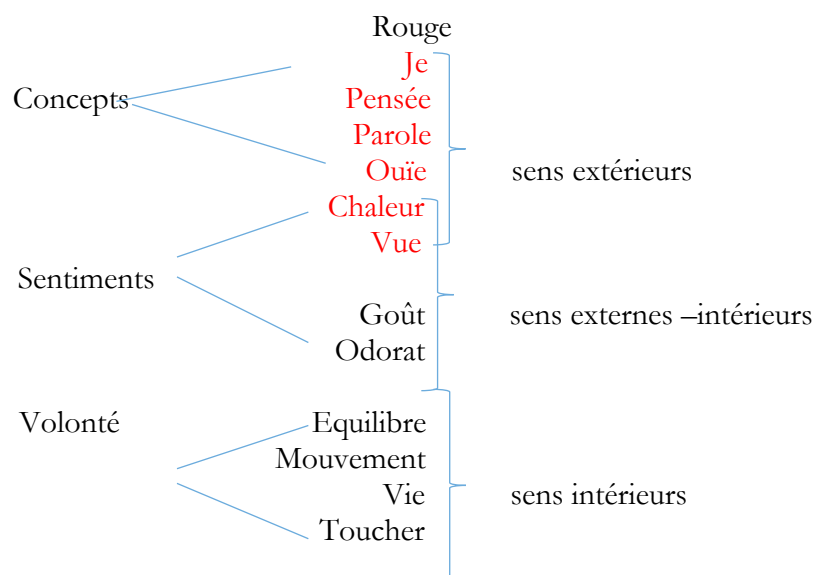 Rouge
Je
Concepts
Pensée
Parole
Ouïe
sens extérieurs
Chaleur
Vue
Sentiments
Goût
sens externes –intérieurs
Odorat
Volonté
Equilibre
Mouvement
Vie
sens intérieurs
Toucher